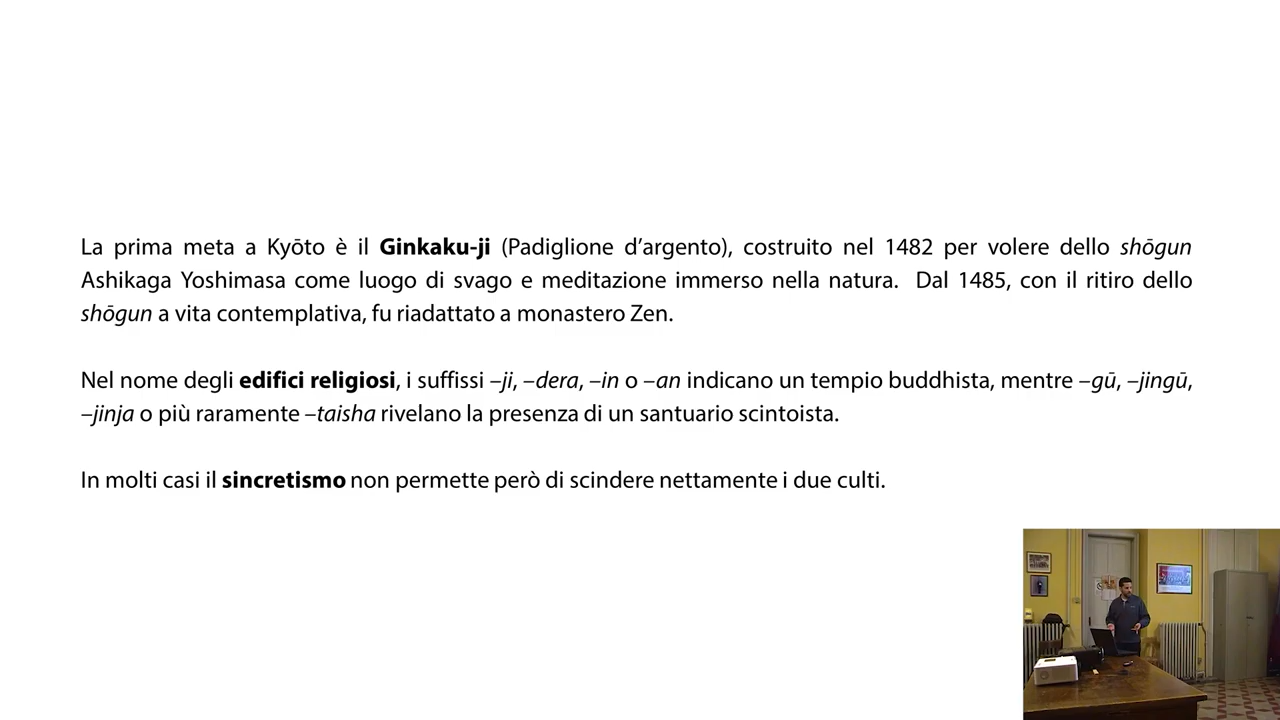 La prima meta a Kyōto è il Ginkaku-ji (Padiglione d’argento), costruito nel 1482 per volere dello shōgun
Ashikaga Yoshimasa come luogo di svago e meditazione immerso nella natura. Dal 1485, con il ritiro dello
shōgun a vita contemplativa, fu riadattato a monastero Zen.
Nel nome degli edifici religiosi, i suffissi –ji, –dera, –in o –an indicano un tempio buddhista, mentre –gū, –jingū,
–jinja o più raramente –taisha rivelano la presenza di un santuario scintoista.
In molti casi il sincretismo non permette però di scindere nettamente i due culti.